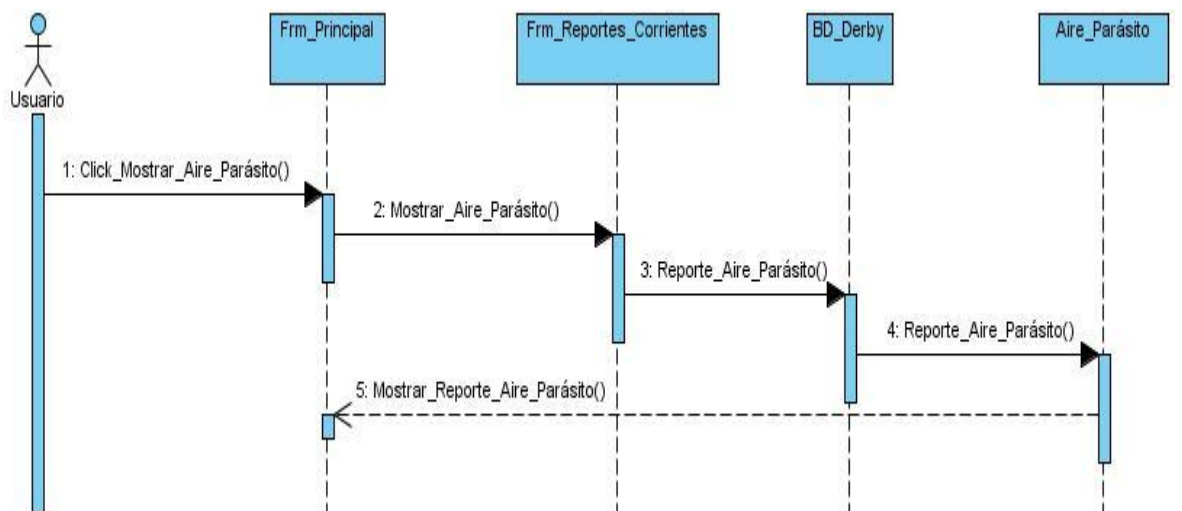 Frm_Principal
Frm_Reportes_Corrientes
BD_Derby
Aire_Parásito
Usuario
1: Click_Mostrar_Aire_Parásito()
2: Mostrar_Aire_Parásito()
3: Reporte_Aire_Parásito()
4: Reporte_Aire_Parásito()
5: Mostrar_Reporte_Aire_Parásito()